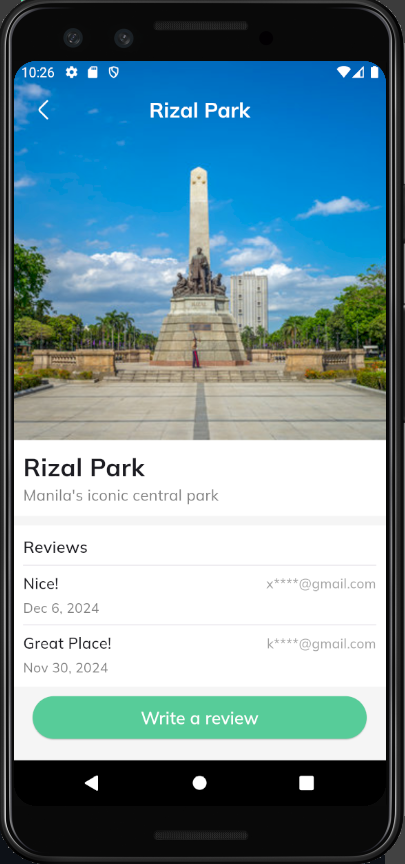 10:26
Rizal Park
Rizal Park
Manila's iconic central park
Reviews
Nice! x****@gmail.com
Dec 6, 2024
Great Place! k****@gmail.com
Nov 30, 2024
Write a review